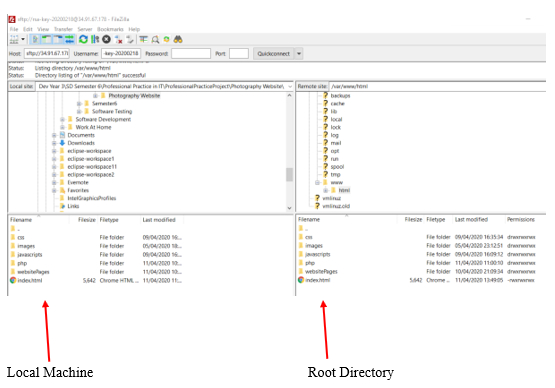 sftp://rsa-key-20200218@34.91.67.170 - FileZilla
File Edit View Transfer Server Bookmarks Help
Host: sftp://34.91.67.17 Username: -key-20200218 Password: Port: Quickconnect
Status: Listing directory /var/www/html
Status: Directory listing of "/var/www/html" successful
Local site: Dev Year 3\SD Semester 6\Professional Practice in IT\ProfessionalPracticeProject\Photography Website\
Photography Website
Semester6
Software Testing
Software Development
Work At Home
Documents
Downloads
eclipse-workspace
eclipse-workspace1
eclipse-workspace11
eclipse-workspace2
Evernote
Favorites
IntelGraphicsProfiles
Links
Remote site: /var/www/html
backups
cache
lib
local
lock
log
mail
opt
run
spool
tmp
www
html
vmlinuz
vmlinuz.old
Filename Filesize Filetype Last modified
..
css File folder 09/04/2020 16:...
images File folder 05/04/2020 18:...
javascripts File folder 09/04/2020 16:...
php File folder 11/04/2020 10:...
websitePages File folder 10/04/2020
index.html 5,642 Chrome HTML ... 11/04/2020 11:...
Filename Filesize Filetype Last modified Permissions
..
css File folder 09/04/2020 16:35:34 drwxrwxrwx
images File folder 05/04/2020 23:12:51 drwxrwxrwx
javascripts File folder 09/04/2020 16:09:12 drwxrwxrwx
php File folder 11/04/2020 11:00:10 drwxrwxrwx
websitePages File folder 10/04/2020 21:09:34 drwxrwxrwx
index.html 5,642 Chrome ... 11/04/2020 13:49:05 -rwxrwxrwx
Local Machine
Root Directory